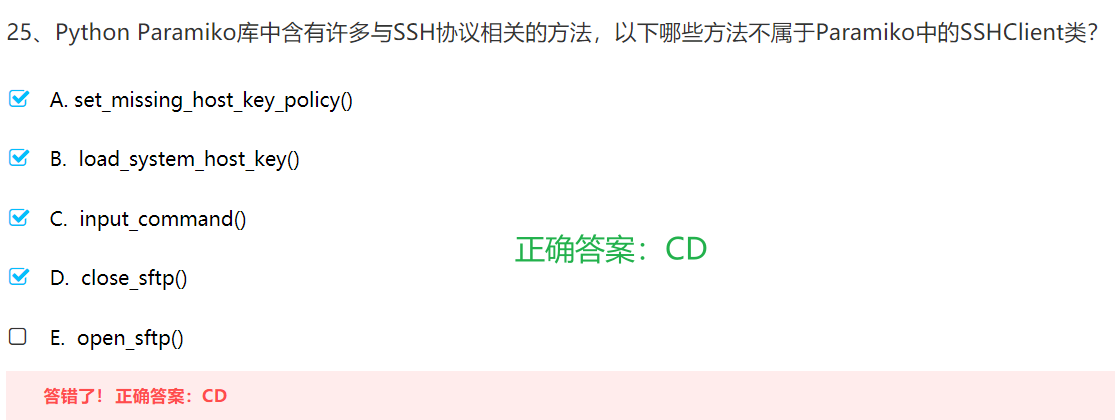 25、Python Paramiko库中含有许多与SSH协议相关的方法，以下哪些方法不属于Paramiko中的SSHClient类？
A. set_missing_host_key_policy()
B. load_system_host_key()
C. input_command()
正确答案：CD
D. close_sftp()
E. open_sftp()
答错了！正确答案：CD